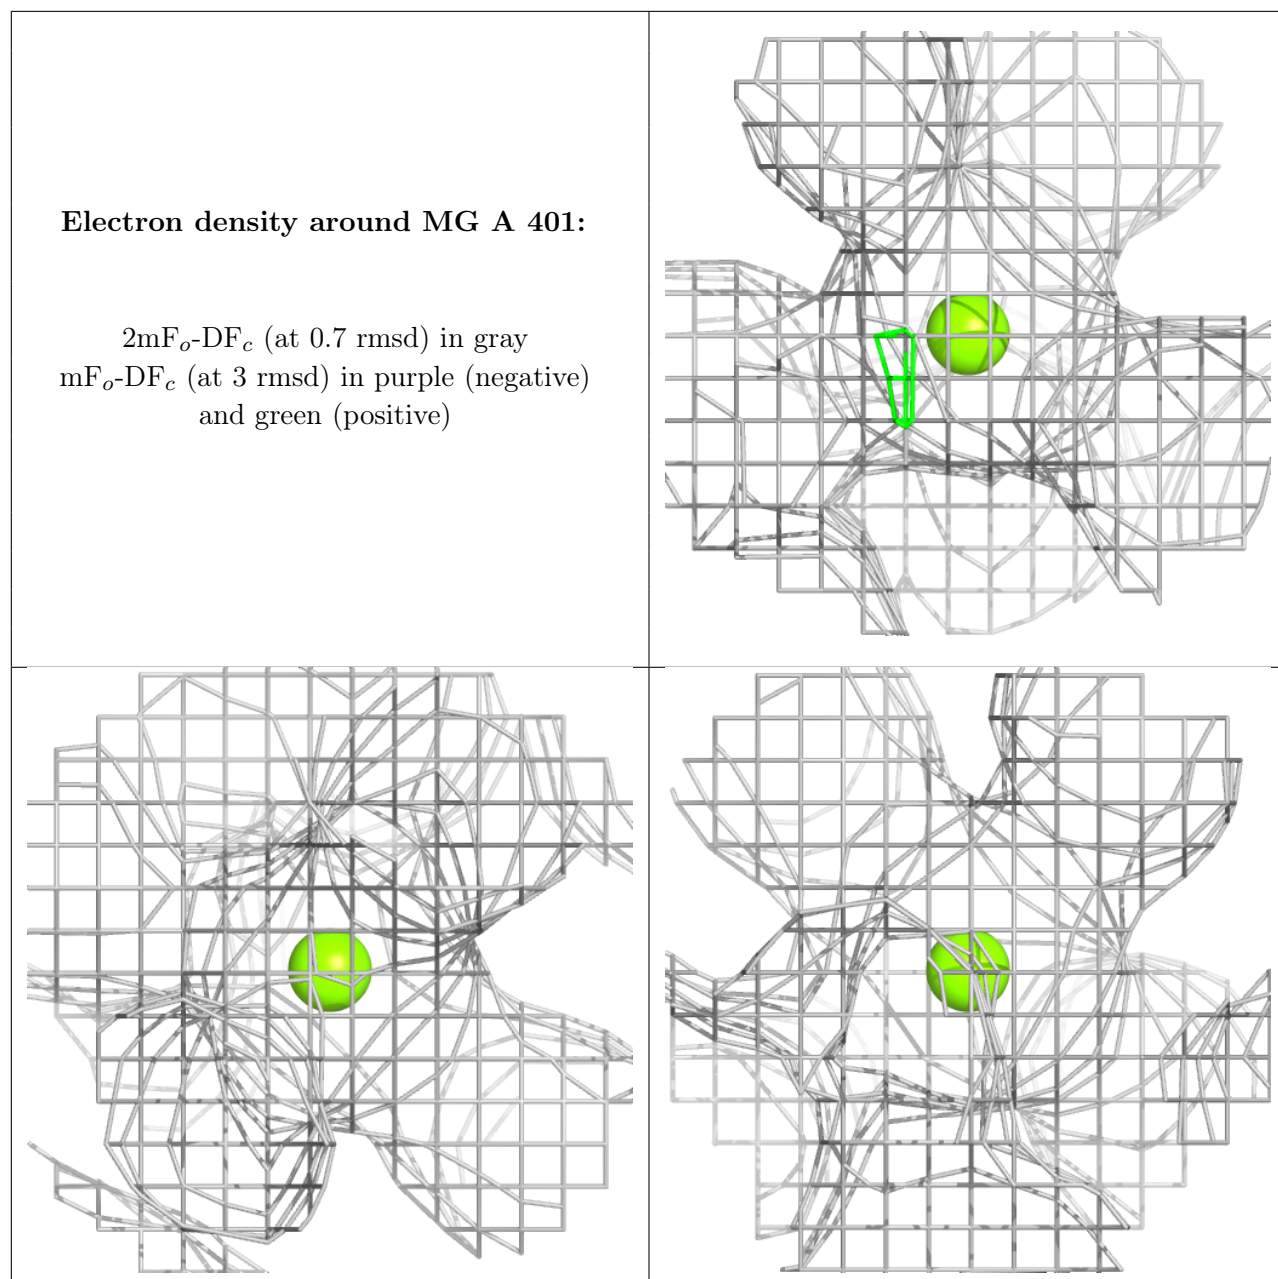 Electron density around MG A 401:
2mFo-DFc (at 0.7 rmsd) in gray
mFo-DFc (at 3 rmsd) in purple (negative)
and green (positive)